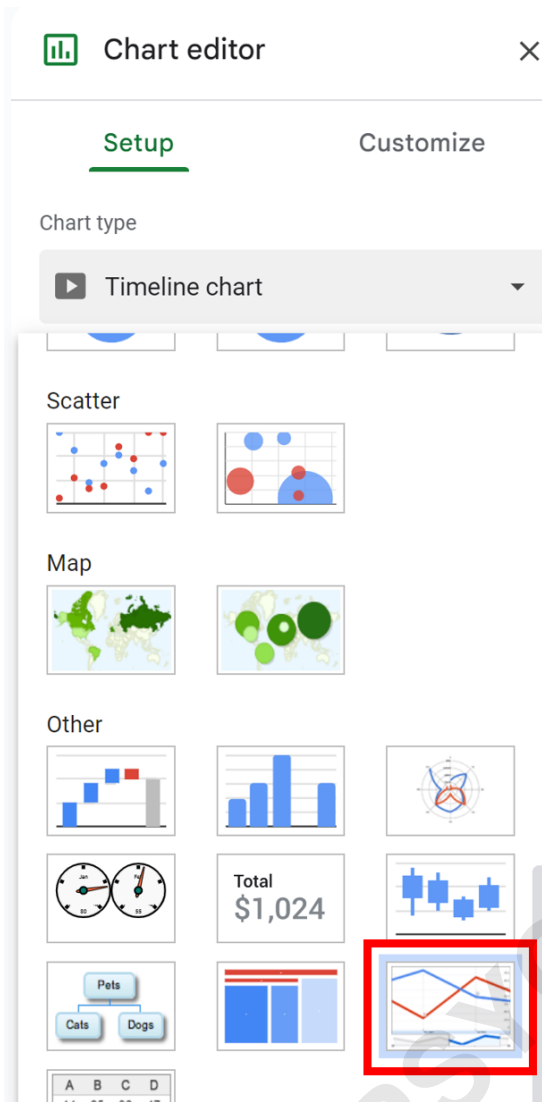 Chart editor
Setup Customize
Chart type
Timeline chart
Scatter
Map
Other
Total
$1,024
Pets
Cats Dogs
A B C D